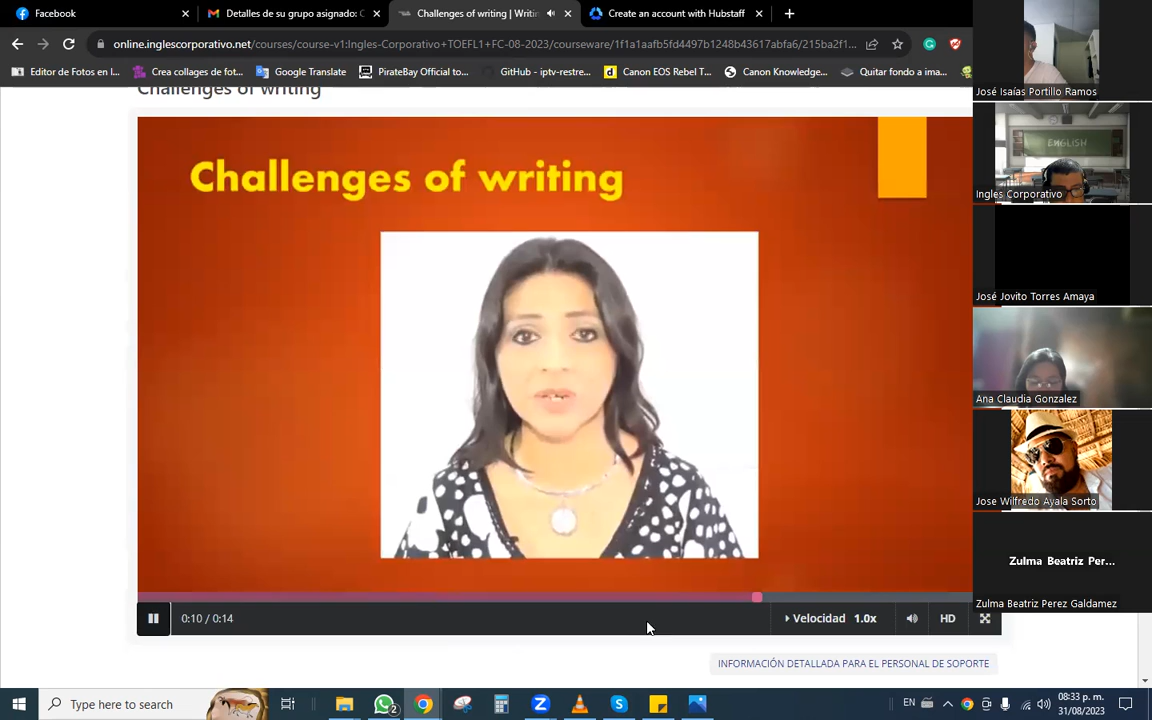 Facebook
Detalles de su grupo asignado: C
Challenges of writing | Writin
Create an account with Hubstaff
online.inglescorporativo.net/courses/course-v1:Ingles-Corporativo+TOEFL1+FC-08-2023/courseware/1f1a1aafb5fd4497b1248b43617abfa6/215ba2f1...
Editor de Fotos en l...
Crea collages de fot...
Google Translate
PirateBay Official to...
GitHub - iptv-restre...
Canon EOS Rebel T...
Canon Knowledge...
Quitar fondo a ima...
Challenges of writing
Challenges of writing
0:10 / 0:14
Velocidad 1.0x
HD
INFORMACIÓN DETALLADA PARA EL PERSONAL DE SOPORTE
José Isaías Portillo Ramos
ENGLISH
Ingles Corporativo
José Jovito Torres Amaya
Ana Claudia Gonzalez
Jose Wilfredo Ayala Sorto
Zulma Beatriz Per...
Zulma Beatriz Perez Galdamez
Type here to search
2
EN
08:33 p. m.
31/08/2023